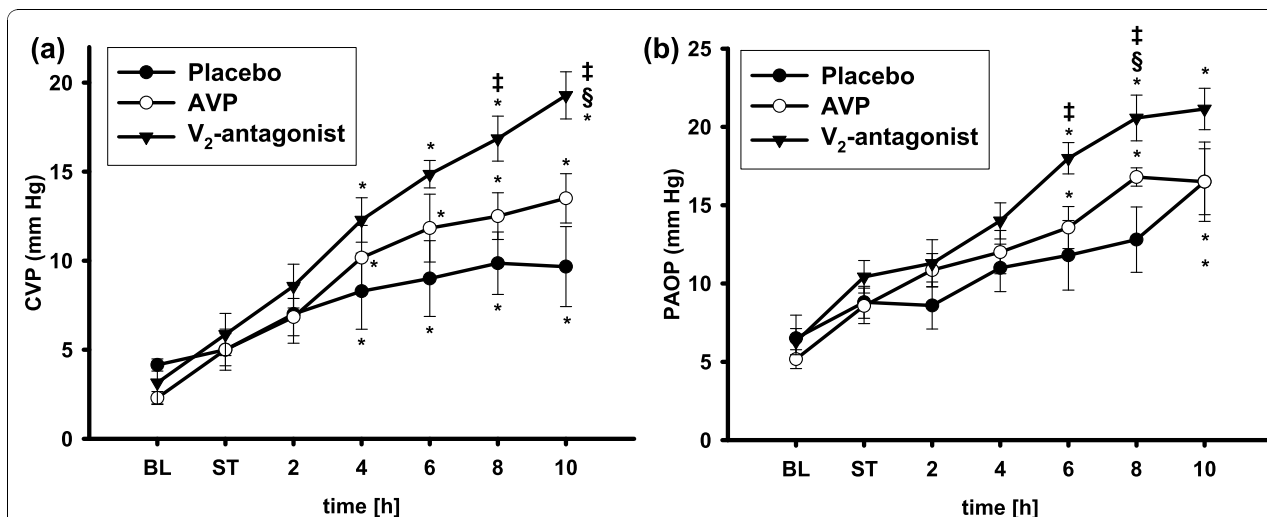 (a)
Placebo
AVP
V₂-antagonist
CVP (mm Hg)
20
15
10
5
0
BL ST 2 4 6 8 10
time [h]
*
*
‡
*
‡
§
*
*
*
*
*
*
*
*
*
(b)
Placebo
AVP
V₂-antagonist
PAOP (mm Hg)
25
20
15
10
5
0
BL ST 2 4 6 8 10
time [h]
‡
*
‡
§
*
*
*
*
*
*